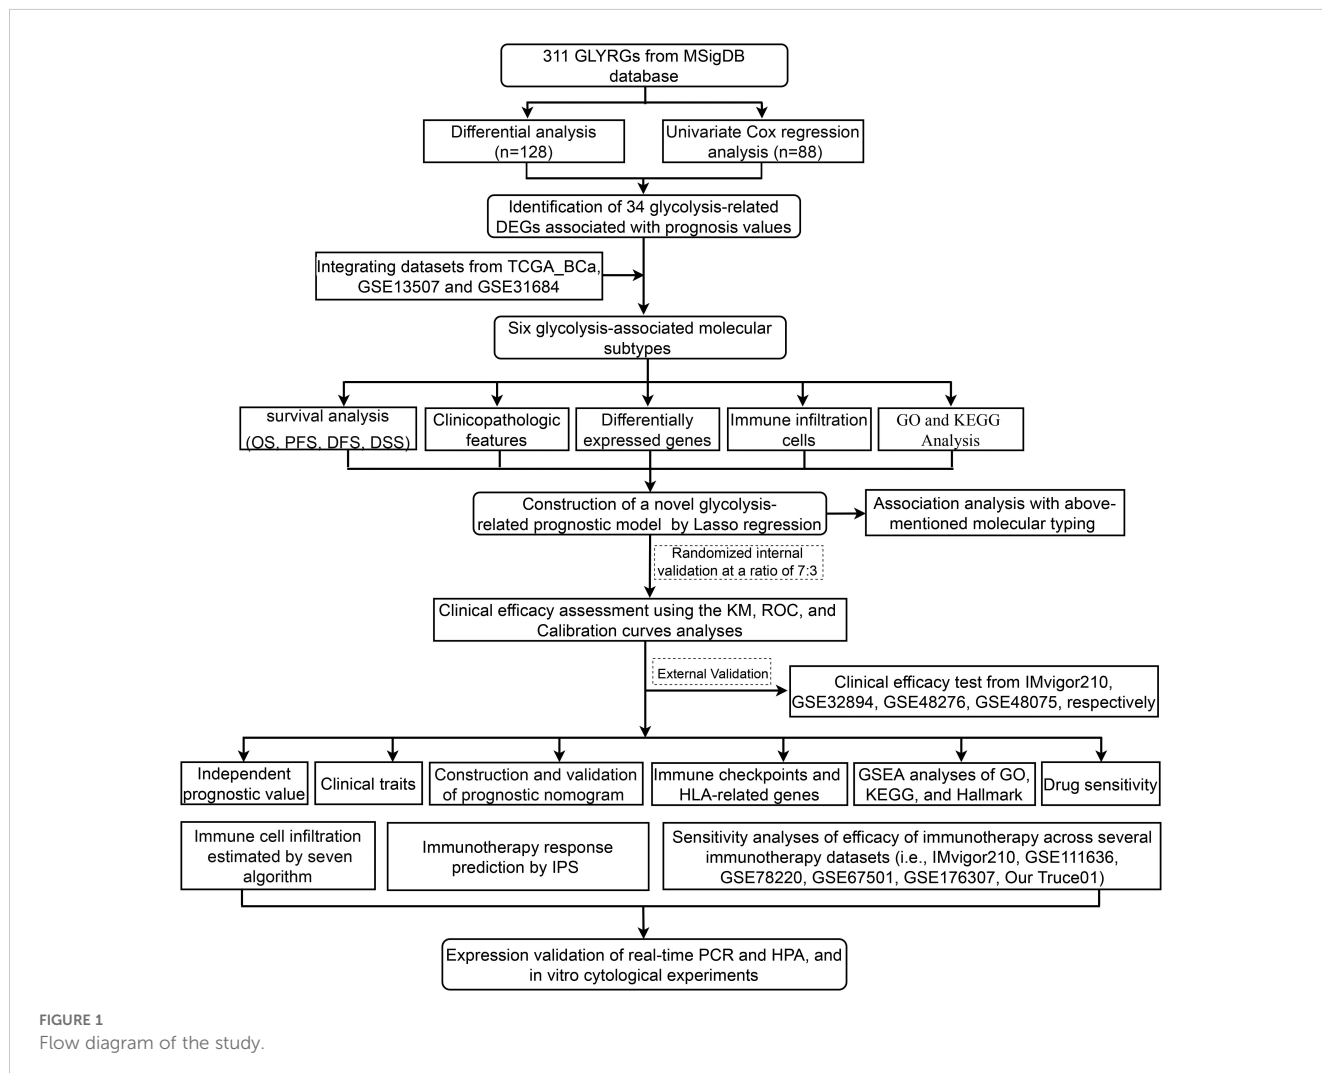 311 GLYRGs from MSigDB
database
Differential analysis
(n=128)
Univariate Cox regression
analysis (n=88)
Identification of 34 glycolysis-related
DEGs associated with prognosis values
Integrating datasets from TCGA_BCa,
GSE13507 and GSE31684
Six glycolysis-associated molecular
subtypes
survival analysis
(OS, PFS, DFS, DSS)
Clinicopathologic
features
Differentially
expressed genes
Immune infiltration
cells
GO and KEGG
Analysis
Construction of a novel glycolysis-
related prognostic model by Lasso regression
Association analysis with above-
mentioned molecular typing
Randomized internal
validation at a ratio of 7:3
Clinical efficacy assessment using the KM, ROC, and
Calibration curves analyses
External Validation
Clinical efficacy test from IMvigor210,
GSE32894, GSE48276, GSE48075, respectively
Independent
prognostic value
Clinical traits
Construction and validation
of prognostic nomogram
Immune checkpoints and
HLA-related genes
GSEA analyses of GO,
KEGG, and Hallmark
Drug sensitivity
Immune cell infiltration
estimated by seven
algorithm
Immunotherapy response
prediction by IPS
Sensitivity analyses of efficacy of immunotherapy across several
immunotherapy datasets (i.e., IMvigor210, GSE111636,
GSE78220, GSE67501, GSE176307, Our Truce01)
Expression validation of real-time PCR and HPA, and
in vitro cytological experiments
FIGURE 1
Flow diagram of the study.